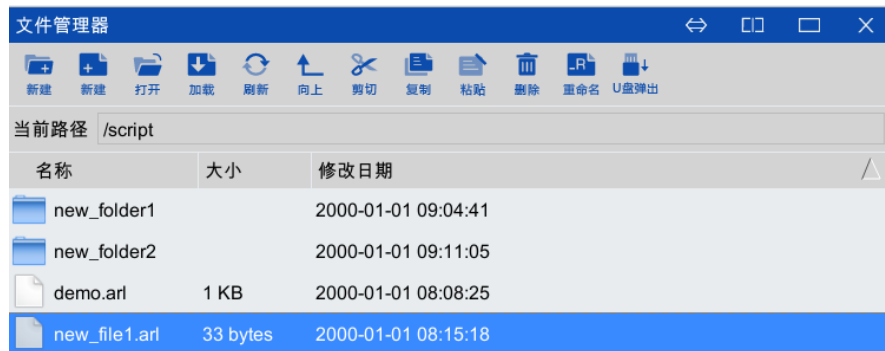 文件管理器
新建 新建 打开 加载 刷新 向上 剪切 复制 粘贴 删除 重命名 U盘弹出
当前路径 /script
名称 大小 修改日期
new_folder1 2000-01-01 09:04:41
new_folder2 2000-01-01 09:11:05
demo.arl 1 KB 2000-01-01 08:08:25
new_file1.arl 33 bytes 2000-01-01 08:15:18